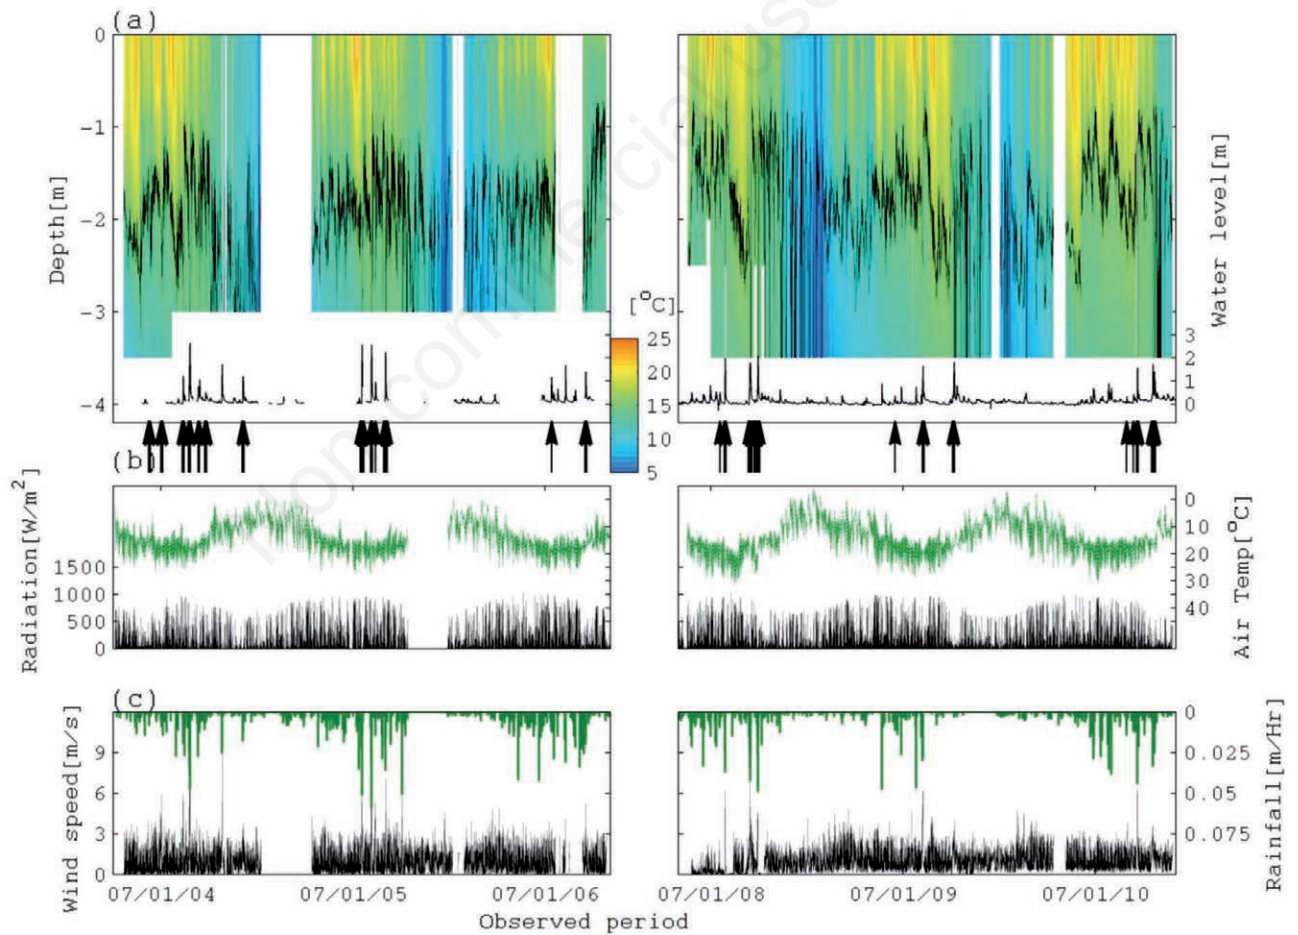 (a)
0
-1
-2
-3
-4
Depth[m]
[°C]
25
20
15
10
5
Water level[m]
3
2
1
0
(b)
Radiation[W/m²]
1500
1000
500
0
0
10
20
30
40
Air Temp[°C]
(c)
Wind speed[m/s]
9
6
3
0
0
0.025
0.05
0.075
Rainfall[m/Hr]
07/01/04 07/01/05 07/01/06 07/01/08 07/01/09 07/01/10
Observed period
non commercial use